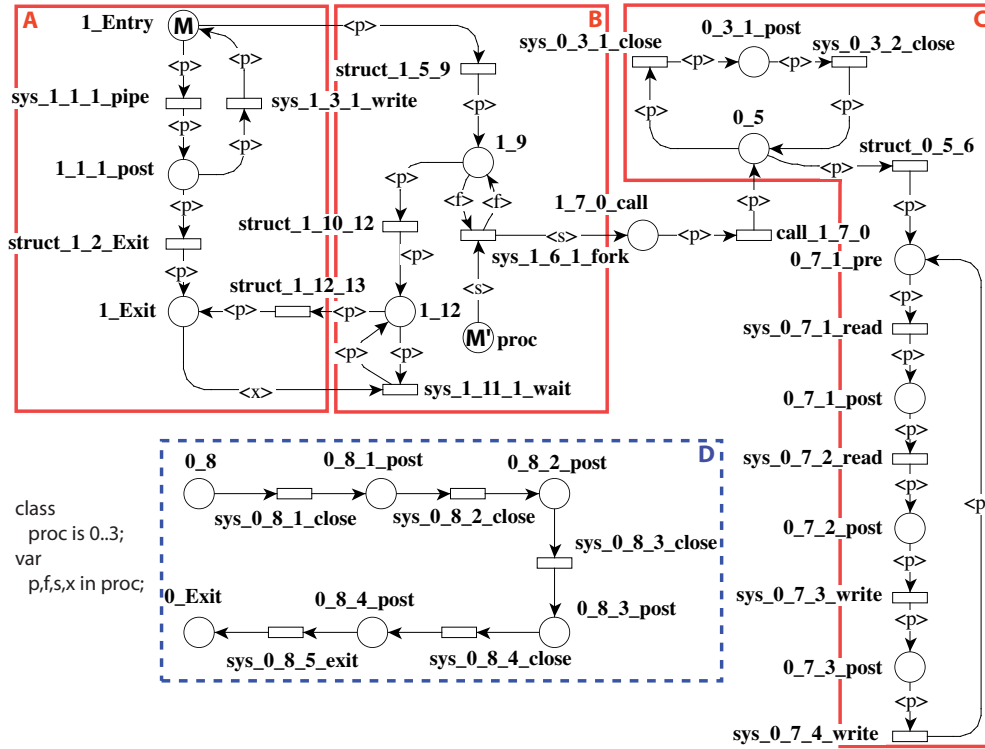 A
1_Entry
M
<p>
<p>
<p>
sys_1_1_1_pipe
sys_1_3_1_write
<p>
<p>
1_1_1_post
<p>
struct_1_2_Exit
<p>
1_Exit
<x>
B
<p>
struct_1_5_9
<p>
1_9
<p>
<f>
<f>
struct_1_10_12
sys_1_6_1_fork
<p>
<s>
struct_1_12_13
<p>
<p>
1_12
<p>
<p>
M' proc
sys_1_11_1_wait
<s>
1_7_0_call
<p>
call_1_7_0
<p>
C
0_3_1_post
sys_0_3_1_close
sys_0_3_2_close
<p>
<p>
<p>
<p>
0_5
<p>
struct_0_5_6
<p>
0_7_1_pre
<p>
sys_0_7_1_read
<p>
0_7_1_post
<p>
sys_0_7_2_read
<p>
0_7_2_post
<p>
sys_0_7_3_write
<p>
0_7_3_post
<p>
sys_0_7_4_write
<p
class
proc is 0..3;
var
p,f,s,x in proc;
D
0_8
0_8_1_post
0_8_2_post
sys_0_8_1_close
sys_0_8_2_close
sys_0_8_3_close
0_Exit
0_8_4_post
0_8_3_post
sys_0_8_5_exit
sys_0_8_4_close